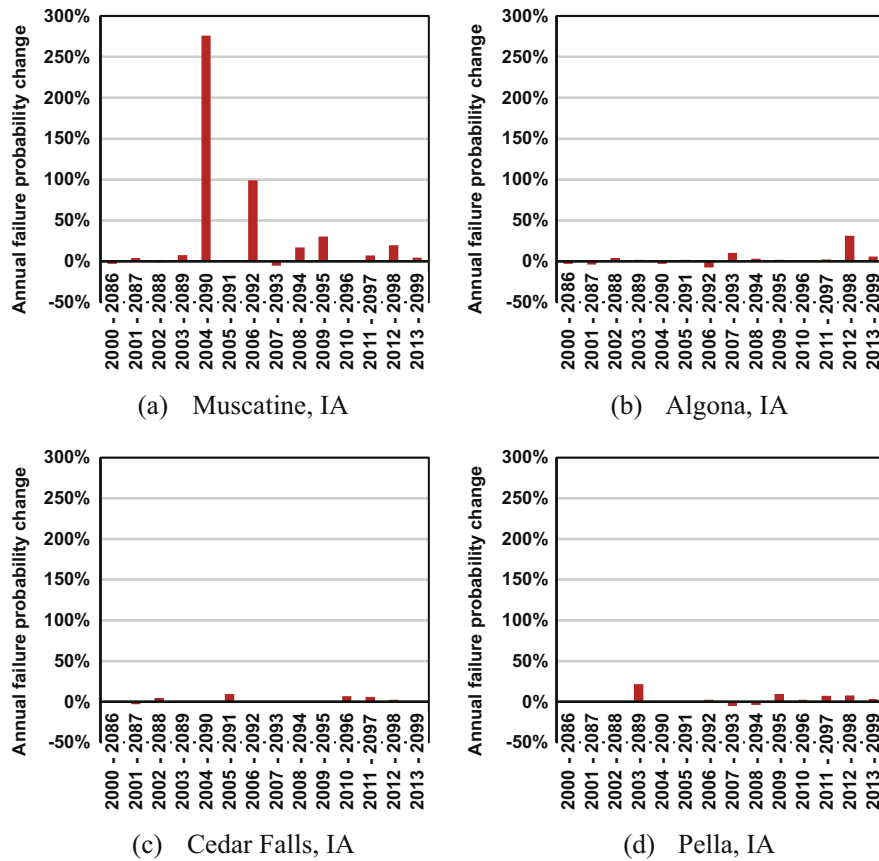 Annual failure probability change
300%
250%
200%
150%
100%
50%
0%
-50%
2000 - 2086
2001 - 2087
2002 - 2088
2003 - 2089
2004 - 2090
2005 - 2091
2006 - 2092
2007 - 2093
2008 - 2094
2009 - 2095
2010 - 2096
2011 - 2097
2012 - 2098
2013 - 2099
(a) Muscatine, IA
Annual failure probability change
300%
250%
200%
150%
100%
50%
0%
-50%
2000 - 2086
2001 - 2087
2002 - 2088
2003 - 2089
2004 - 2090
2005 - 2091
2006 - 2092
2007 - 2093
2008 - 2094
2009 - 2095
2010 - 2096
2011 - 2097
2012 - 2098
2013 - 2099
(b) Algona, IA
Annual failure probability change
300%
250%
200%
150%
100%
50%
0%
-50%
2000 - 2086
2001 - 2087
2002 - 2088
2003 - 2089
2004 - 2090
2005 - 2091
2006 - 2092
2007 - 2093
2008 - 2094
2009 - 2095
2010 - 2096
2011 - 2097
2012 - 2098
2013 - 2099
(c) Cedar Falls, IA
Annual failure probability change
300%
250%
200%
150%
100%
50%
0%
-50%
2000 - 2086
2001 - 2087
2002 - 2088
2003 - 2089
2004 - 2090
2005 - 2091
2006 - 2092
2007 - 2093
2008 - 2094
2009 - 2095
2010 - 2096
2011 - 2097
2012 - 2098
2013 - 2099
(d) Pella, IA